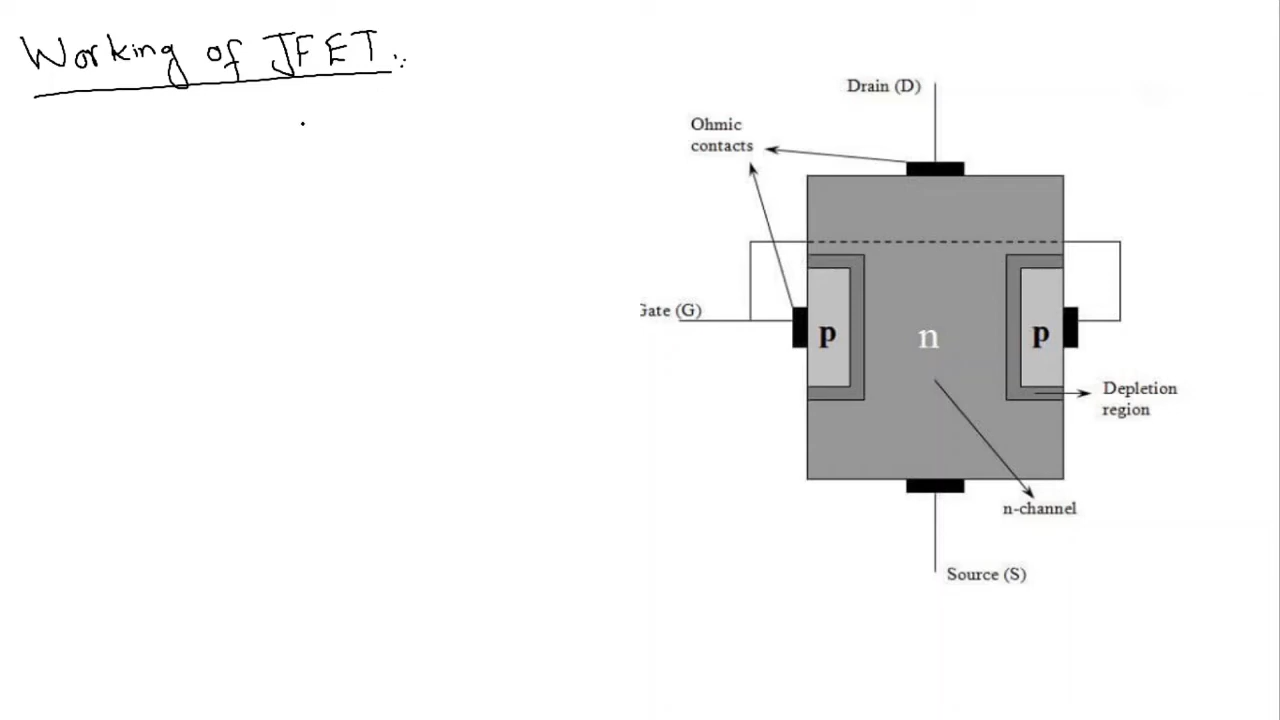 Working of JFET :
Drain (D)
Ohmic
contacts
Gate (G)
p
n
p
Depletion
region
n-channel
Source (S)